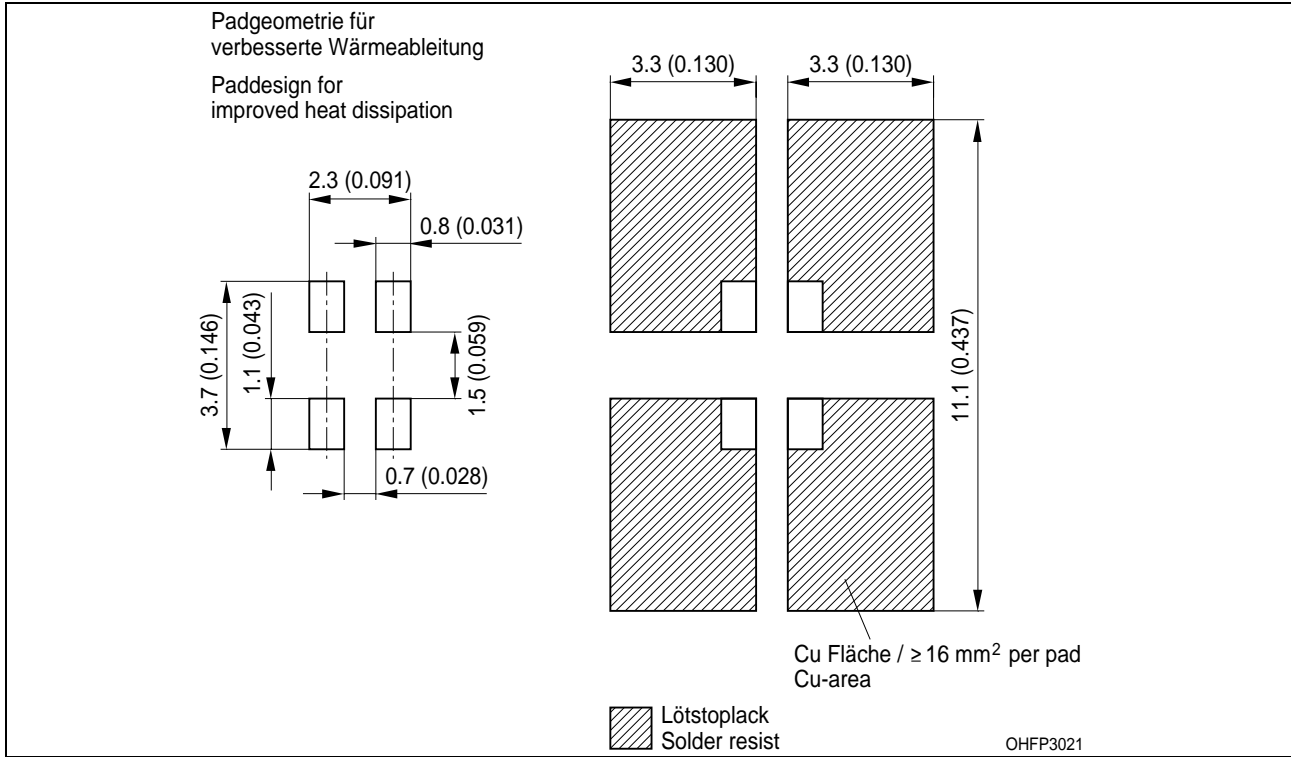 Padgeometrie für
verbesserte Wärmeableitung
Paddesign for
improved heat dissipation
3.3 (0.130)
3.3 (0.130)
2.3 (0.091)
0.8 (0.031)
3.7 (0.146)
1.1 (0.043)
1.5 (0.059)
0.7 (0.028)
11.1 (0.437)
Cu Fläche / ≥ 16 mm² per pad
Cu-area
Lötstoplack
Solder resist
OHFP3021